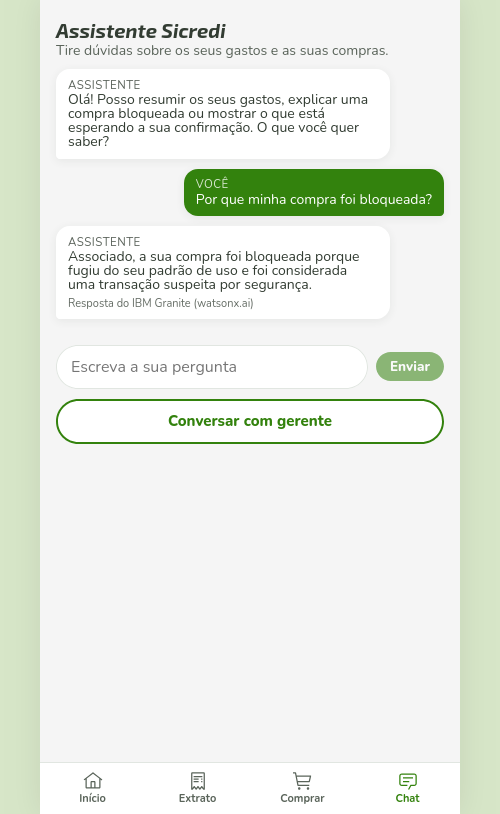 Assistente Sicredi
Tire dúvidas sobre os seus gastos e as suas compras.
ASSISTENTE
Olá! Posso resumir os seus gastos, explicar uma
compra bloqueada ou mostrar o que está
esperando a sua confirmação. O que você quer
saber?
VOCÊ
Por que minha compra foi bloqueada?
ASSISTENTE
Associado, a sua compra foi bloqueada porque
fugiu do seu padrão de uso e foi considerada
uma transação suspeita por segurança.
Resposta do IBM Granite (watsonx.ai)
Escreva a sua pergunta
Enviar
Conversar com gerente
Início
Extrato
Comprar
Chat